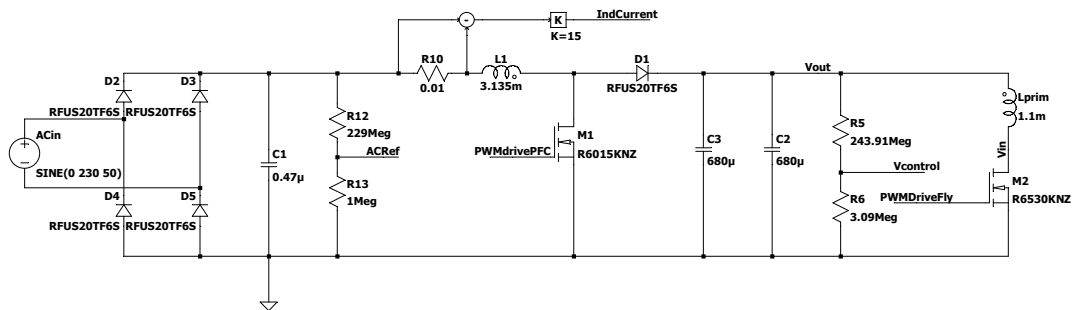 IndCurrent
-
K
K=15
R10
0.01
L1
3.135m
D1
RFUS20TF6S
Vout
D2
D3
RFUS20TF6S
RFUS20TF6S
Lprim
1.1m
ACin
SINE(0 230 50)
R12
229Meg
ACRef
M1
R6015KNZ
PWMdrivePFC
R5
243.91Meg
Vin
C1
0.47µ
C3
680µ
C2
680µ
Vcontrol
R13
1Meg
M2
R6530KNZ
PWMDriveFly
R6
3.09Meg
D4
D5
RFUS20TF6S
RFUS20TF6S